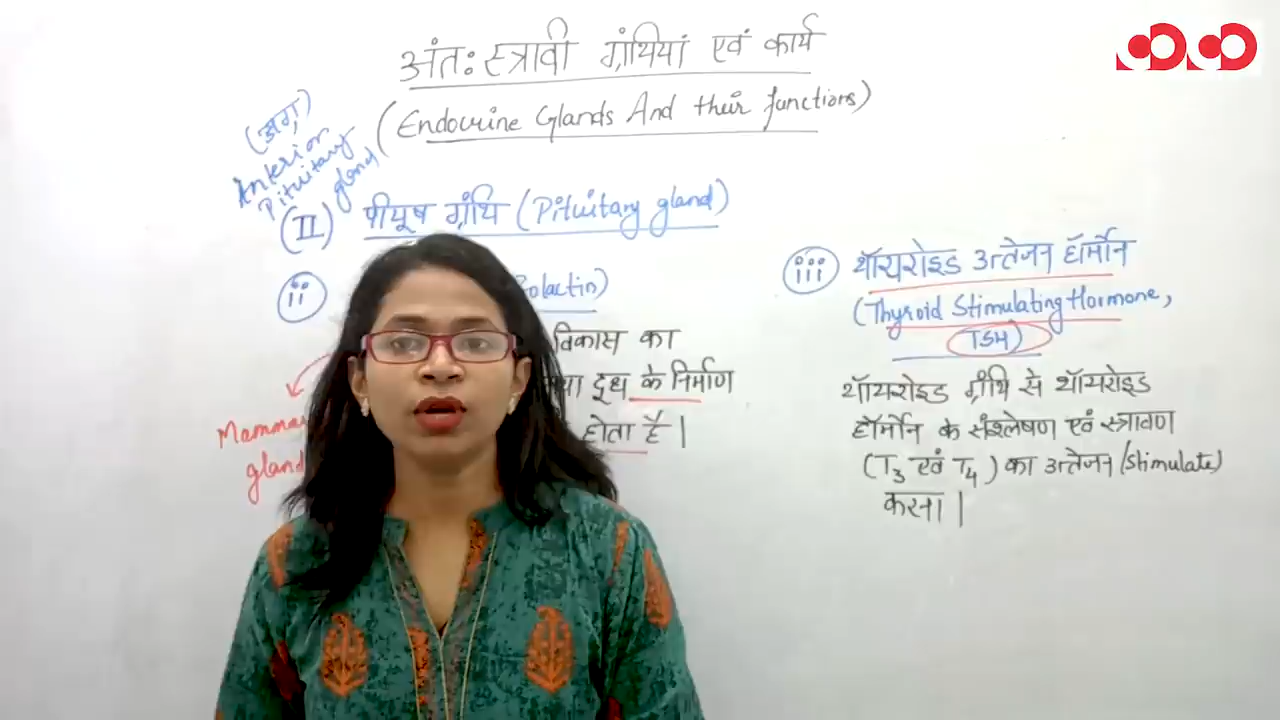 अंत: स्त्रावी ग्रंथियां एवं कार्य
(Endocrine Glands And their functions)
(अग्र)
Anterior
Pituitary
gland
(II) पीयूष ग्रंथि (Pituitary gland)
(ii)
olactin)
विकास का
दूध के निर्माण
होता है |
Mamma
gland
(iii) थॉयरोइड उत्तेजन हॉर्मोन
(Thyroid Stimulating Hormone,
TSH)
थॉयरोइड ग्रंथि से थॉयरोइड
हॉर्मोन के संश्लेषण एवं स्त्रावण
(T3 एवं T4) का उत्तेजन (stimulate)
करना |